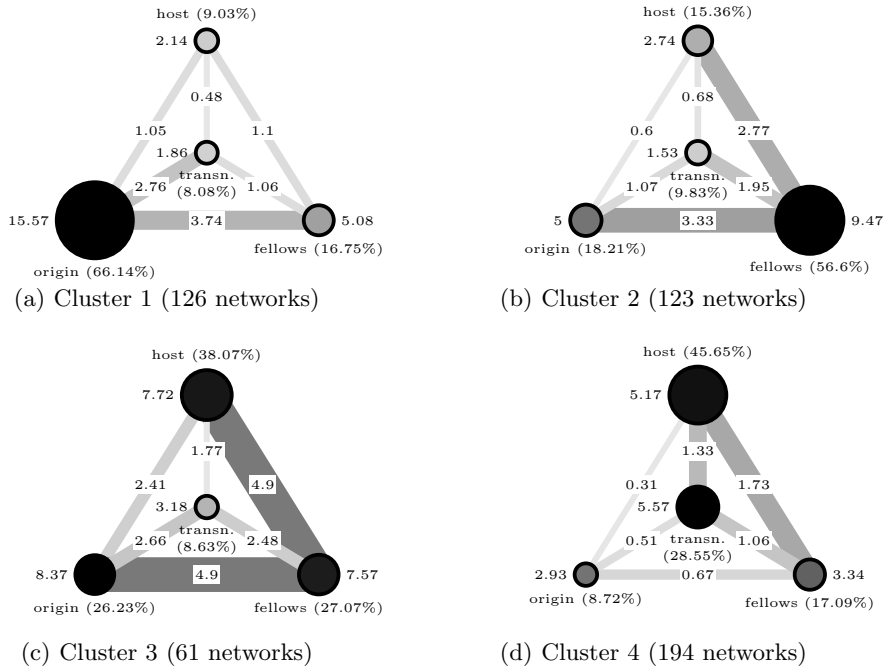 host (9.03%)
2.14
0.48
1.05
1.1
1.86
transn.
(8.08%)
2.76
1.06
15.57
3.74
5.08
origin (66.14%)
fellows (16.75%)
(a) Cluster 1 (126 networks)
host (15.36%)
2.74
0.68
0.6
2.77
1.53
transn.
(9.83%)
1.07
1.95
5
3.33
9.47
origin (18.21%)
fellows (56.6%)
(b) Cluster 2 (123 networks)
host (38.07%)
7.72
1.77
2.41
4.9
3.18
transn.
(8.63%)
2.66
2.48
8.37
4.9
7.57
origin (26.23%)
fellows (27.07%)
(c) Cluster 3 (61 networks)
host (45.65%)
5.17
1.33
0.31
1.73
5.57
transn.
(28.55%)
0.51
1.06
2.93
0.67
3.34
origin (8.72%)
fellows (17.09%)
(d) Cluster 4 (194 networks)